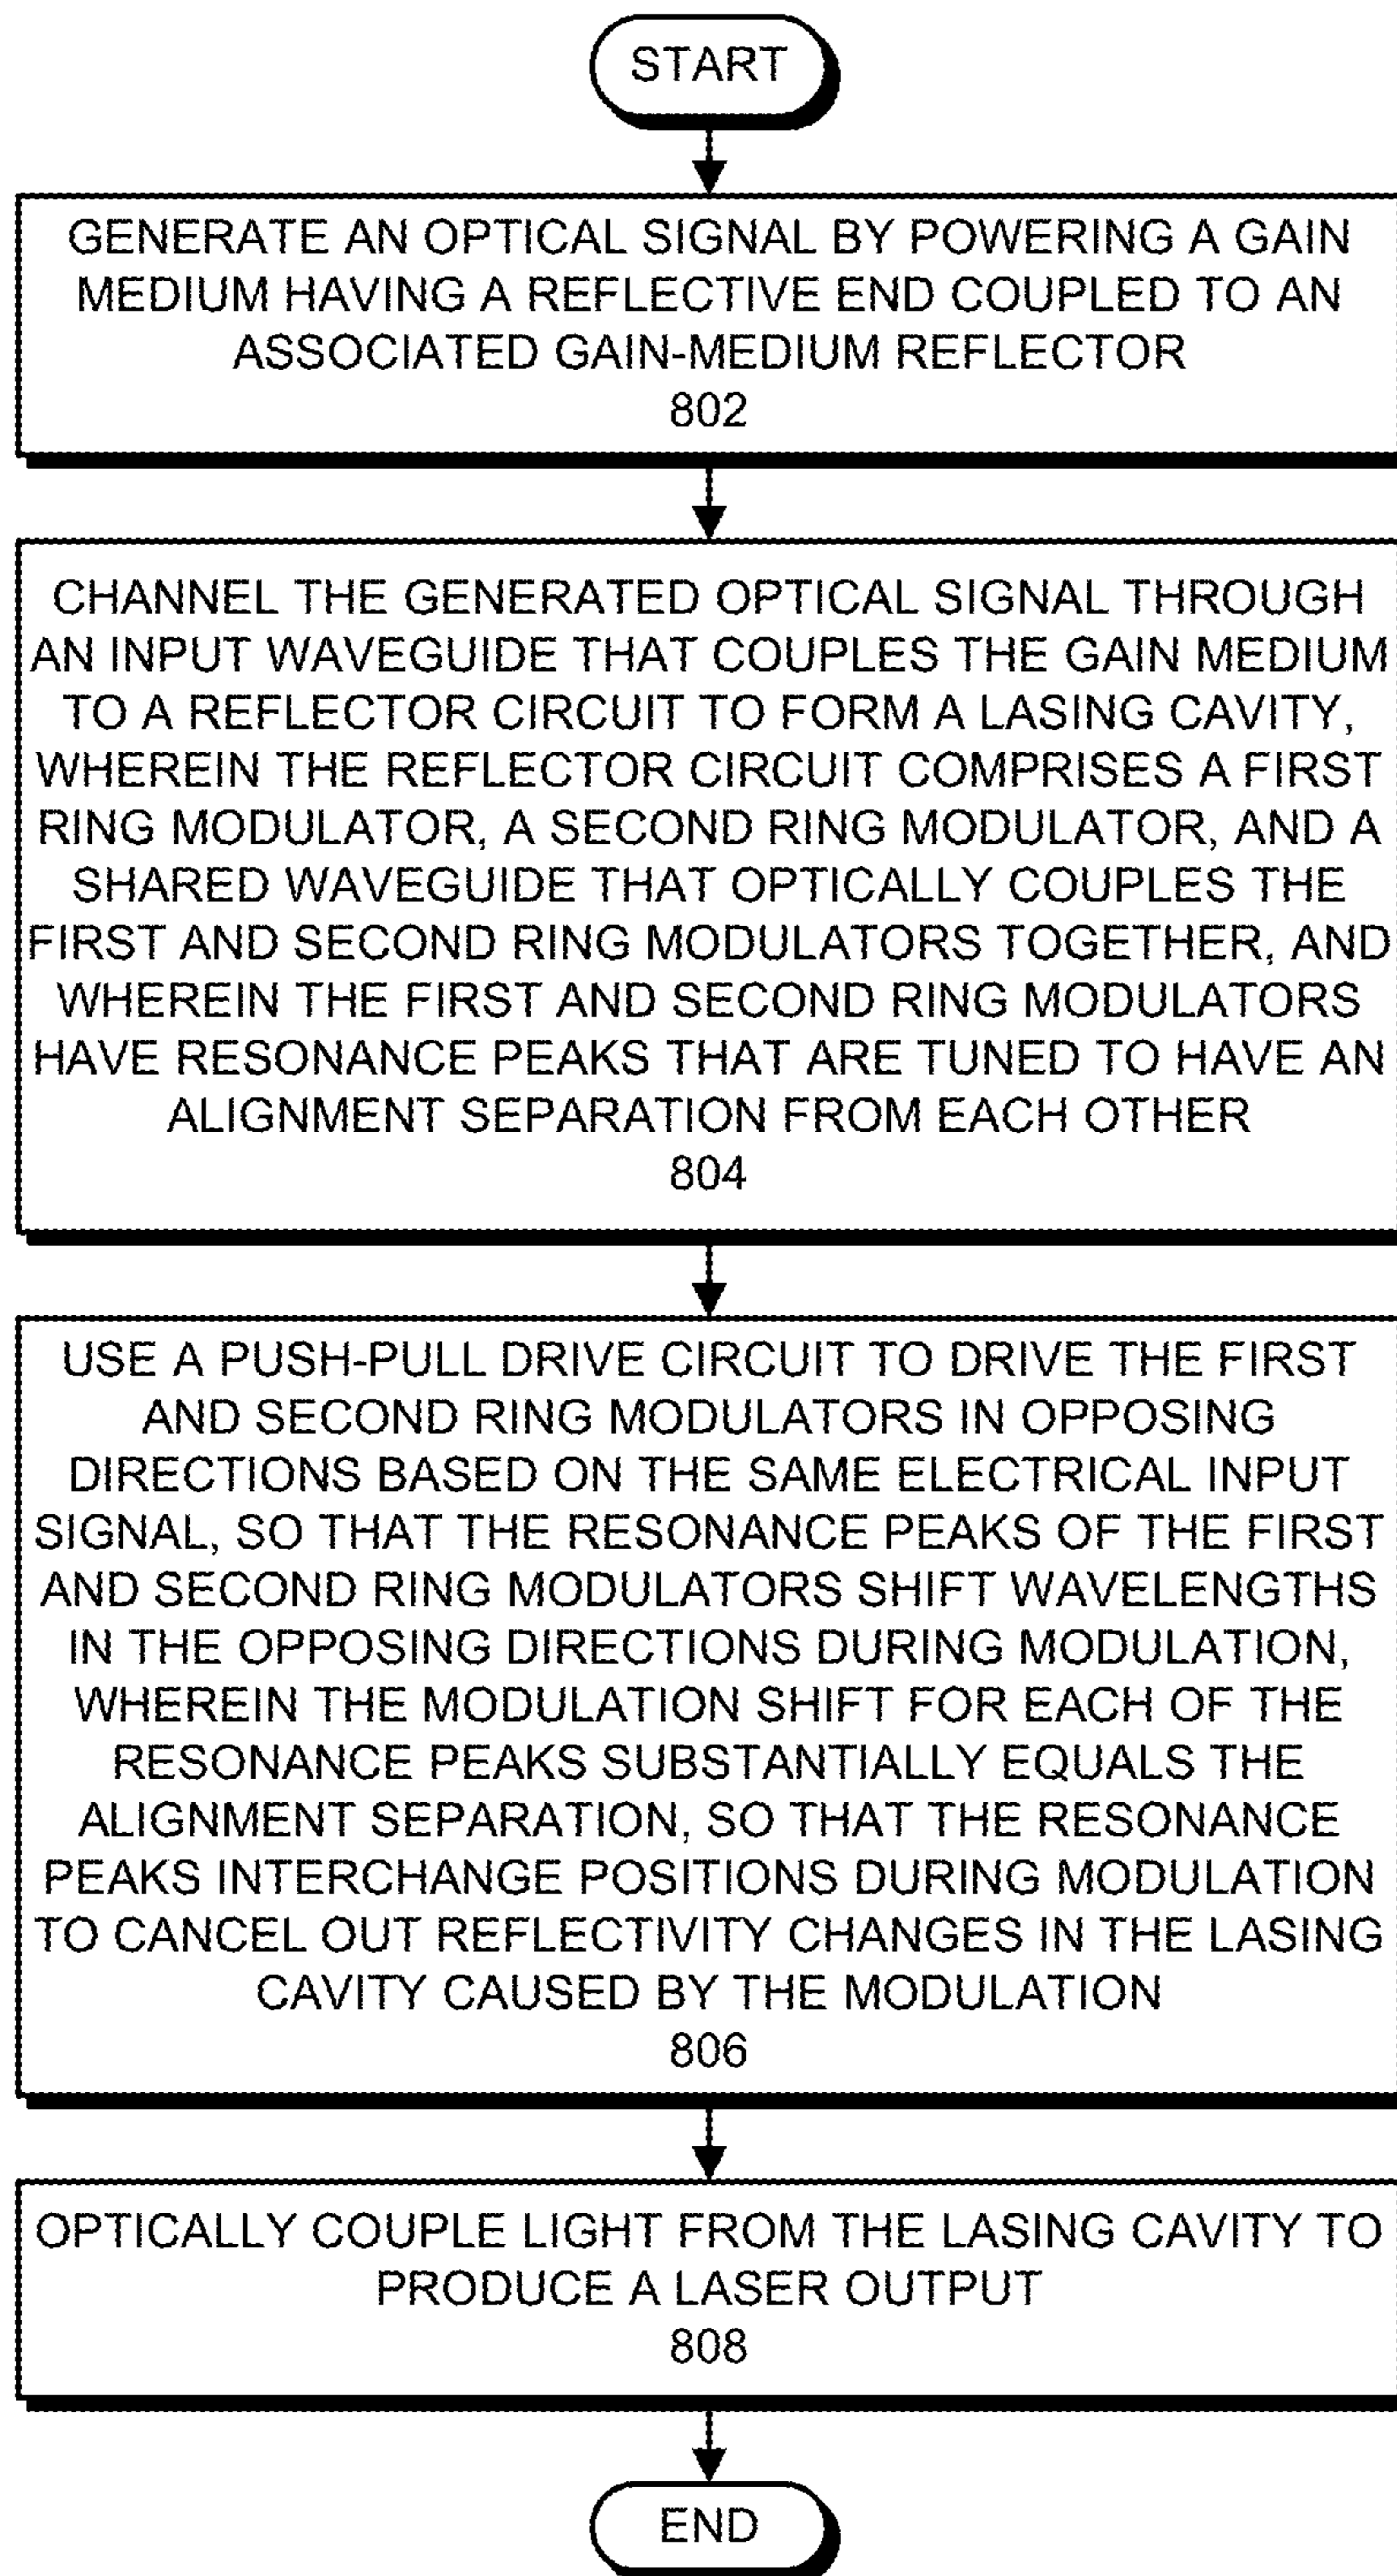 START
GENERATE AN OPTICAL SIGNAL BY POWERING A GAIN
MEDIUM HAVING A REFLECTIVE END COUPLED TO AN
ASSOCIATED GAIN-MEDIUM REFLECTOR
802
CHANNEL THE GENERATED OPTICAL SIGNAL THROUGH
AN INPUT WAVEGUIDE THAT COUPLES THE GAIN MEDIUM
TO A REFLECTOR CIRCUIT TO FORM A LASING CAVITY,
WHEREIN THE REFLECTOR CIRCUIT COMPRISES A FIRST
RING MODULATOR, A SECOND RING MODULATOR, AND A
SHARED WAVEGUIDE THAT OPTICALLY COUPLES THE
FIRST AND SECOND RING MODULATORS TOGETHER, AND
WHEREIN THE FIRST AND SECOND RING MODULATORS
HAVE RESONANCE PEAKS THAT ARE TUNED TO HAVE AN
ALIGNMENT SEPARATION FROM EACH OTHER
804
USE A PUSH-PULL DRIVE CIRCUIT TO DRIVE THE FIRST
AND SECOND RING MODULATORS IN OPPOSING
DIRECTIONS BASED ON THE SAME ELECTRICAL INPUT
SIGNAL, SO THAT THE RESONANCE PEAKS OF THE FIRST
AND SECOND RING MODULATORS SHIFT WAVELENGTHS
IN THE OPPOSING DIRECTIONS DURING MODULATION,
WHEREIN THE MODULATION SHIFT FOR EACH OF THE
RESONANCE PEAKS SUBSTANTIALLY EQUALS THE
ALIGNMENT SEPARATION, SO THAT THE RESONANCE
PEAKS INTERCHANGE POSITIONS DURING MODULATION
TO CANCEL OUT REFLECTIVITY CHANGES IN THE LASING
CAVITY CAUSED BY THE MODULATION
806
OPTICALLY COUPLE LIGHT FROM THE LASING CAVITY TO
PRODUCE A LASER OUTPUT
808
END